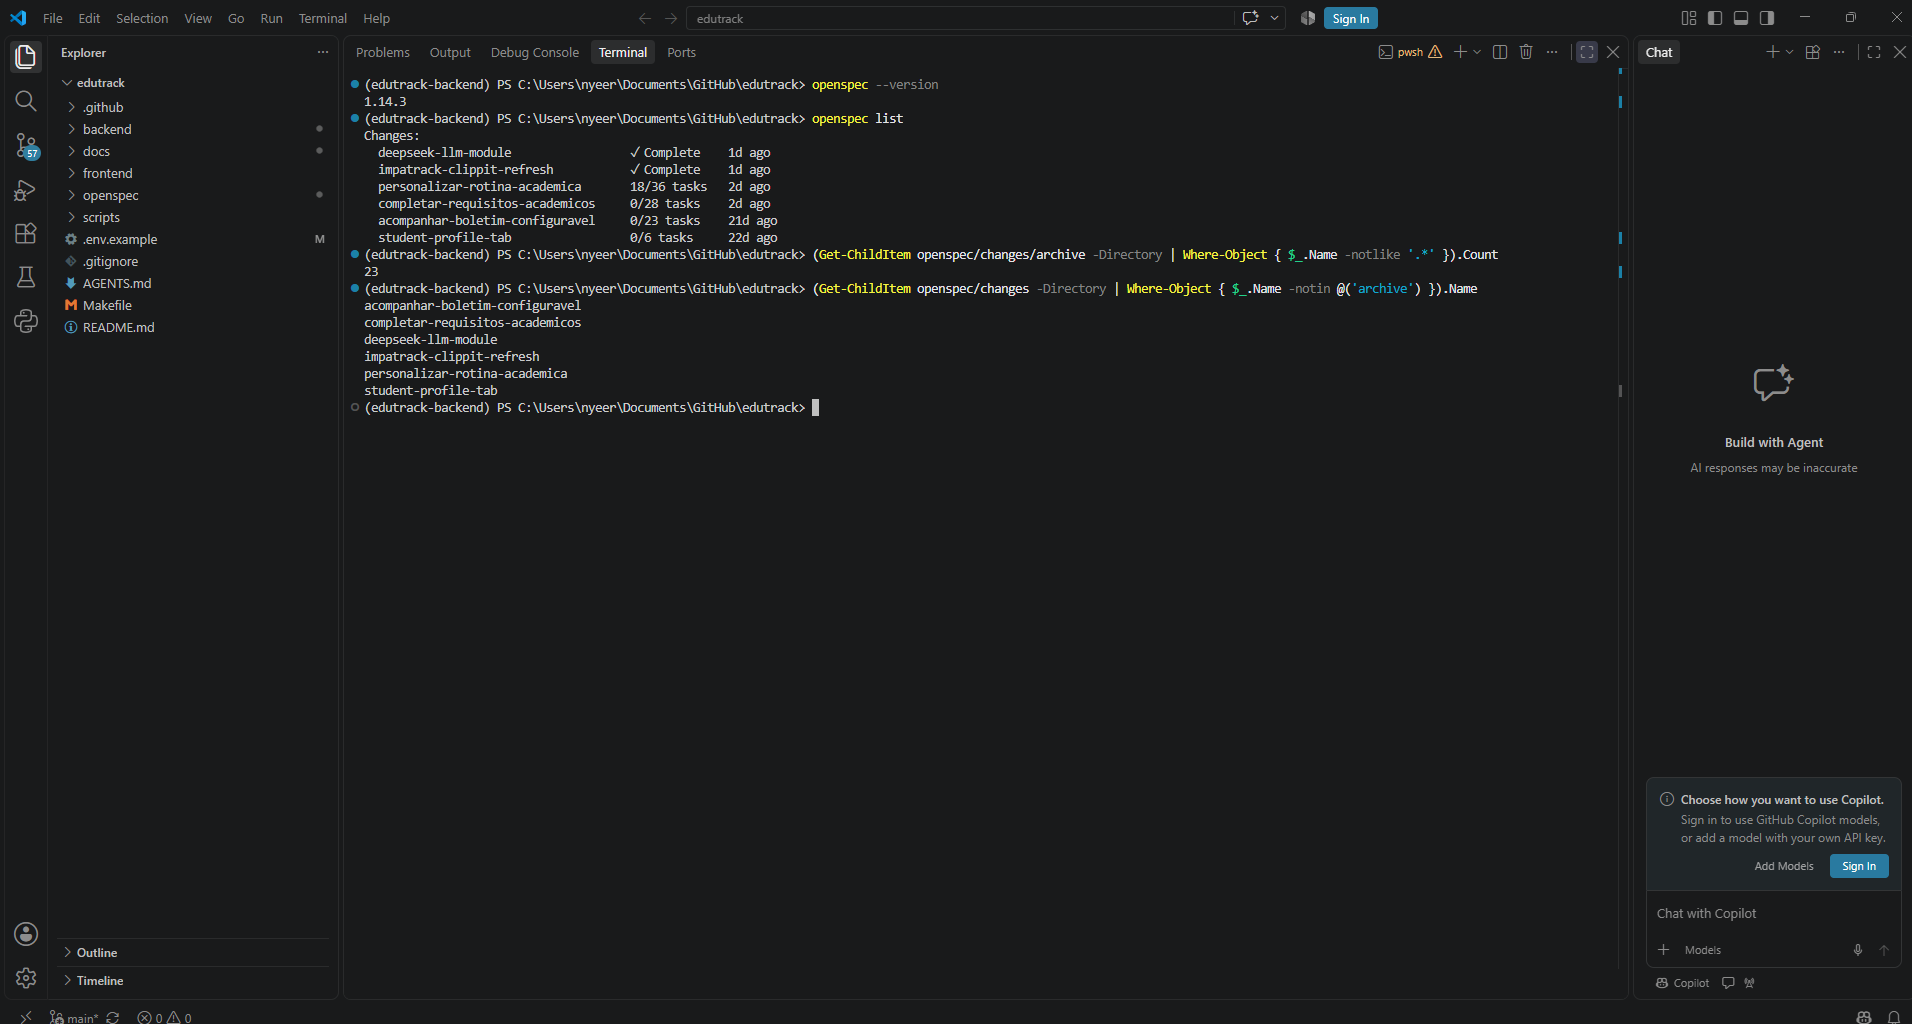 File Edit Selection View Go Run Terminal Help
edutrack
Sign In
Explorer
edutrack
.github
backend
docs
frontend
openspec
scripts
.env.example M
.gitignore
AGENTS.md
Makefile
README.md
57
Outline
Timeline
Problems Output Debug Console Terminal Ports
pwsh
(edutrack-backend) PS C:\Users\nyeer\Documents\GitHub\edutrack> openspec --version
1.14.3
(edutrack-backend) PS C:\Users\nyeer\Documents\GitHub\edutrack> openspec list
Changes:
deepseek-llm-module ✓ Complete 1d ago
impatrack-clippit-refresh ✓ Complete 1d ago
personalizar-rotina-academica 18/36 tasks 2d ago
completar-requisitos-academicos 0/28 tasks 2d ago
acompanhar-boletim-configuravel 0/23 tasks 21d ago
student-profile-tab 0/6 tasks 22d ago
(edutrack-backend) PS C:\Users\nyeer\Documents\GitHub\edutrack> (Get-ChildItem openspec/changes/archive -Directory | Where-Object { $_.Name -notlike '.*' }).Count
23
(edutrack-backend) PS C:\Users\nyeer\Documents\GitHub\edutrack> (Get-ChildItem openspec/changes -Directory | Where-Object { $_.Name -notin @('archive') }).Name
acompanhar-boletim-configuravel
completar-requisitos-academicos
deepseek-llm-module
impatrack-clippit-refresh
personalizar-rotina-academica
student-profile-tab
(edutrack-backend) PS C:\Users\nyeer\Documents\GitHub\edutrack>
Chat
Build with Agent
AI responses may be inaccurate
Choose how you want to use Copilot.
Sign in to use GitHub Copilot models,
or add a model with your own API key.
Add Models Sign In
Chat with Copilot
Models
Copilot
main* 0 0